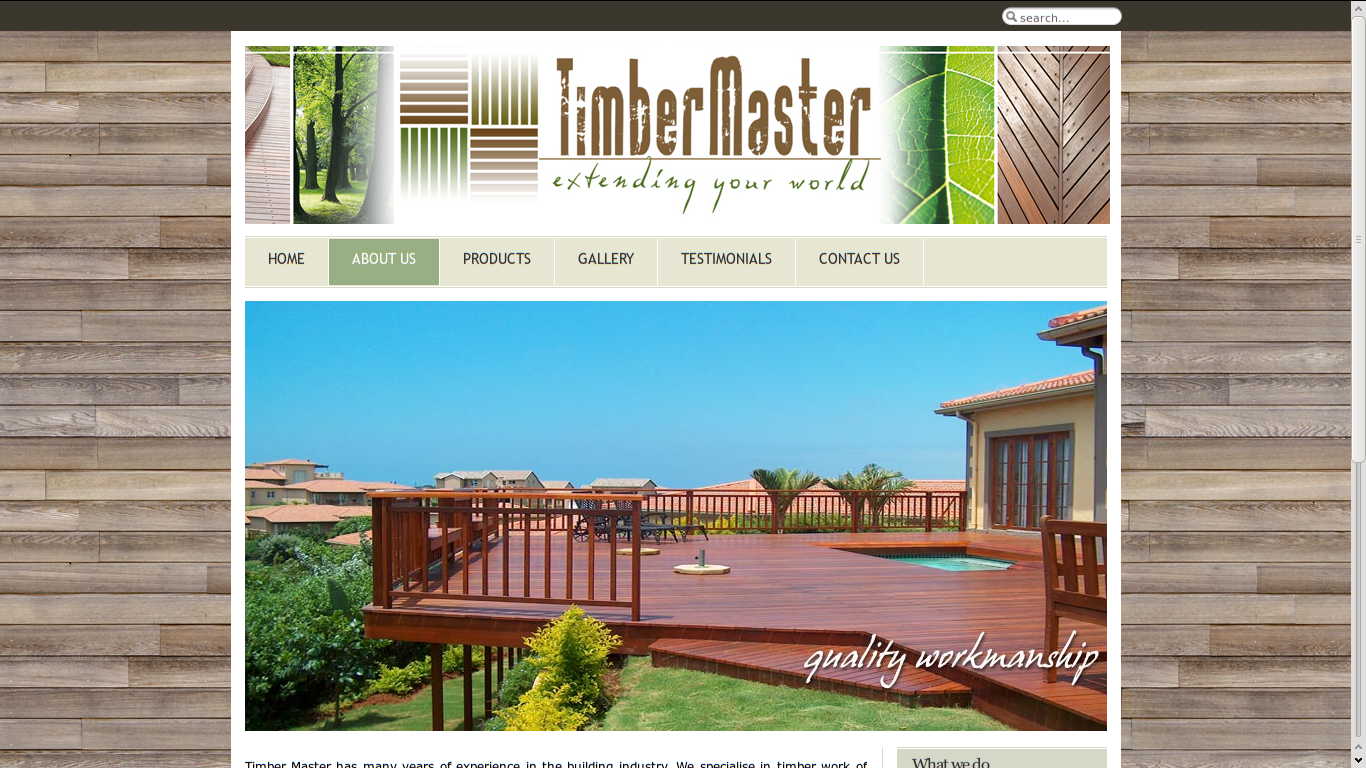 search...
TimberMaster
extending your world
HOME ABOUT US PRODUCTS GALLERY TESTIMONIALS CONTACT US
quality workmanship
Timber Master has many years of experience in the building industry. We specialise in timber work of
What we do